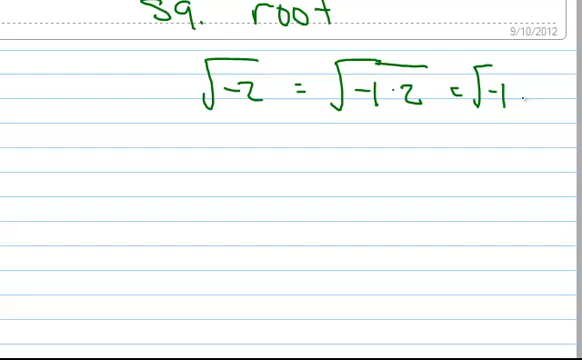 sq. root
9/10/2012
√-2 = √-1·2 = √-1 ·